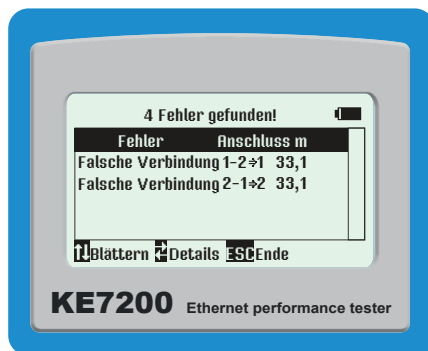 4 Fehler gefunden!
Fehler Anschluss m
Falsche Verbindung 1-2➾1 33,1
Falsche Verbindung 2-1➾2 33,1
Blättern Details ESC Ende
KE7200 Ethernet performance tester